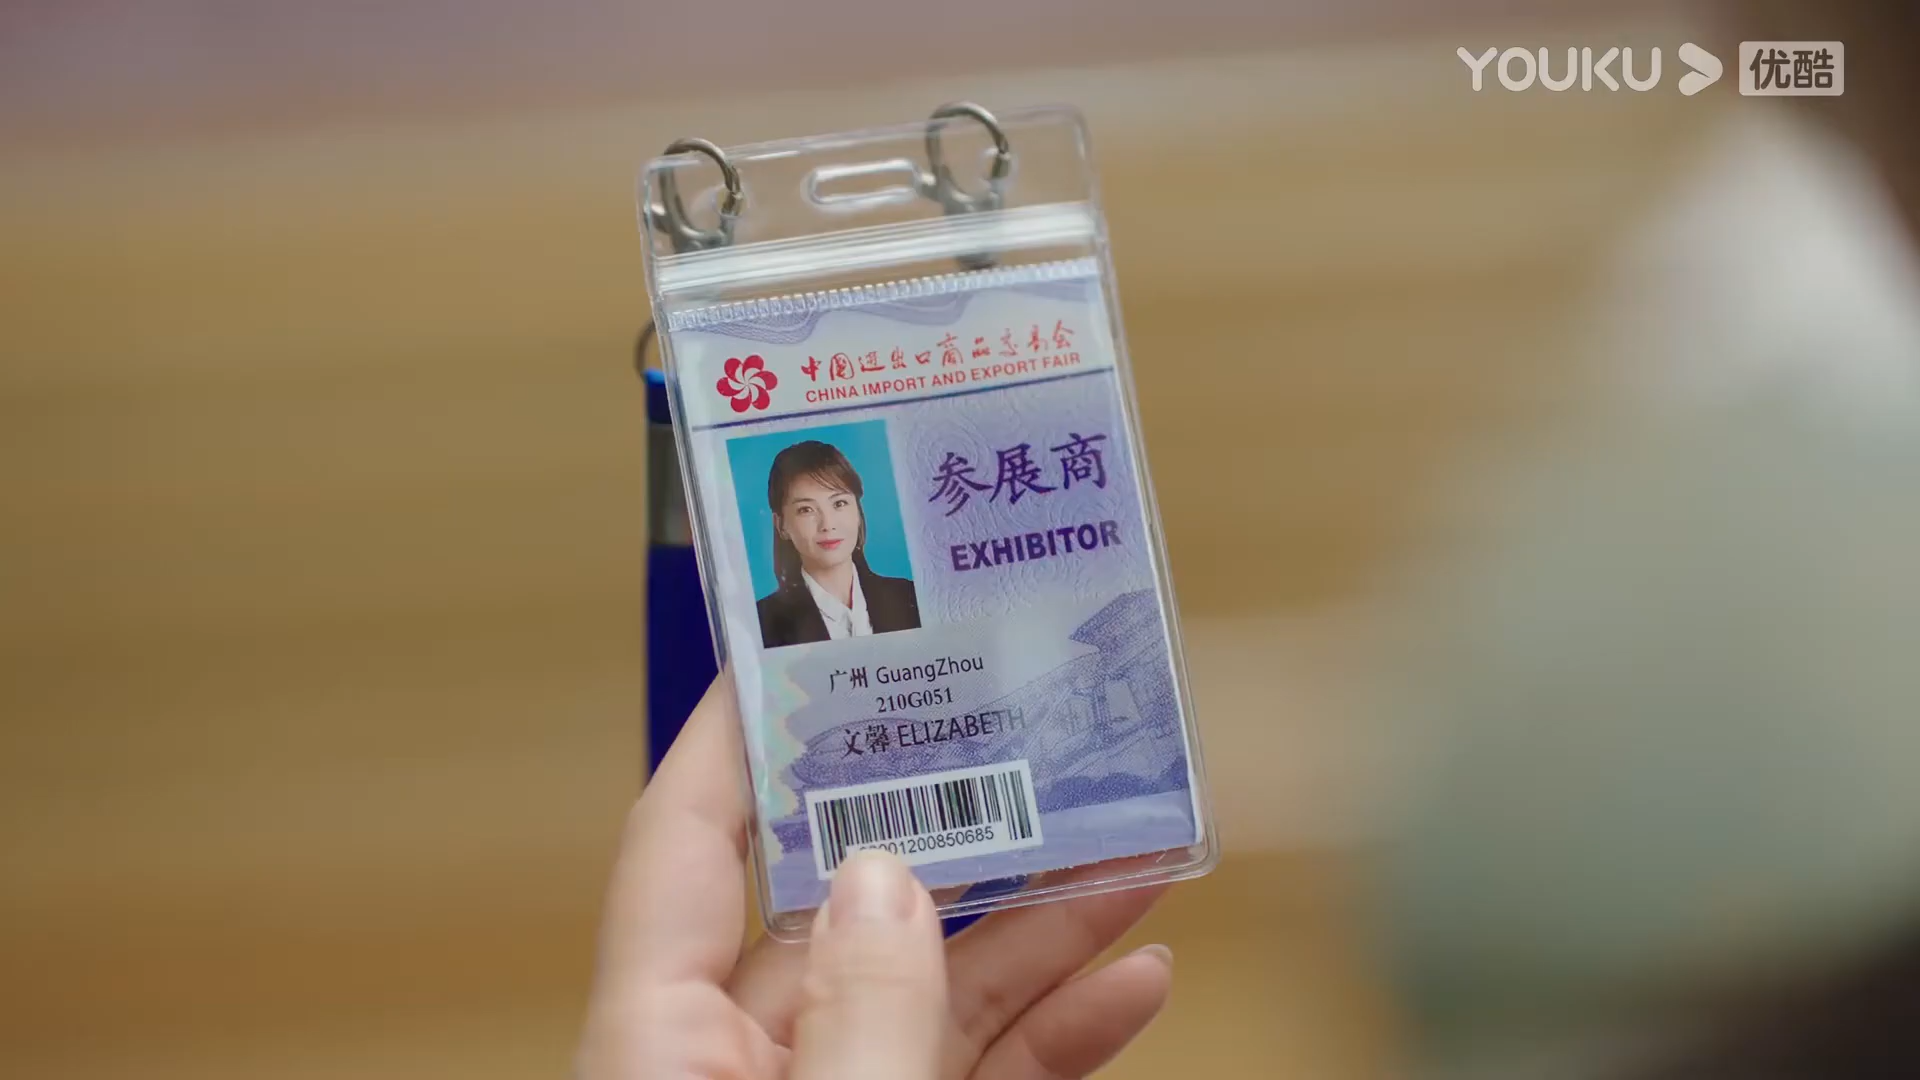 YOUKU 优酷
中国进出口商品交易会
CHINA IMPORT AND EXPORT FAIR
参展商
EXHIBITOR
广州 GuangZhou
210G051
文馨 ELIZABETH
01200850685